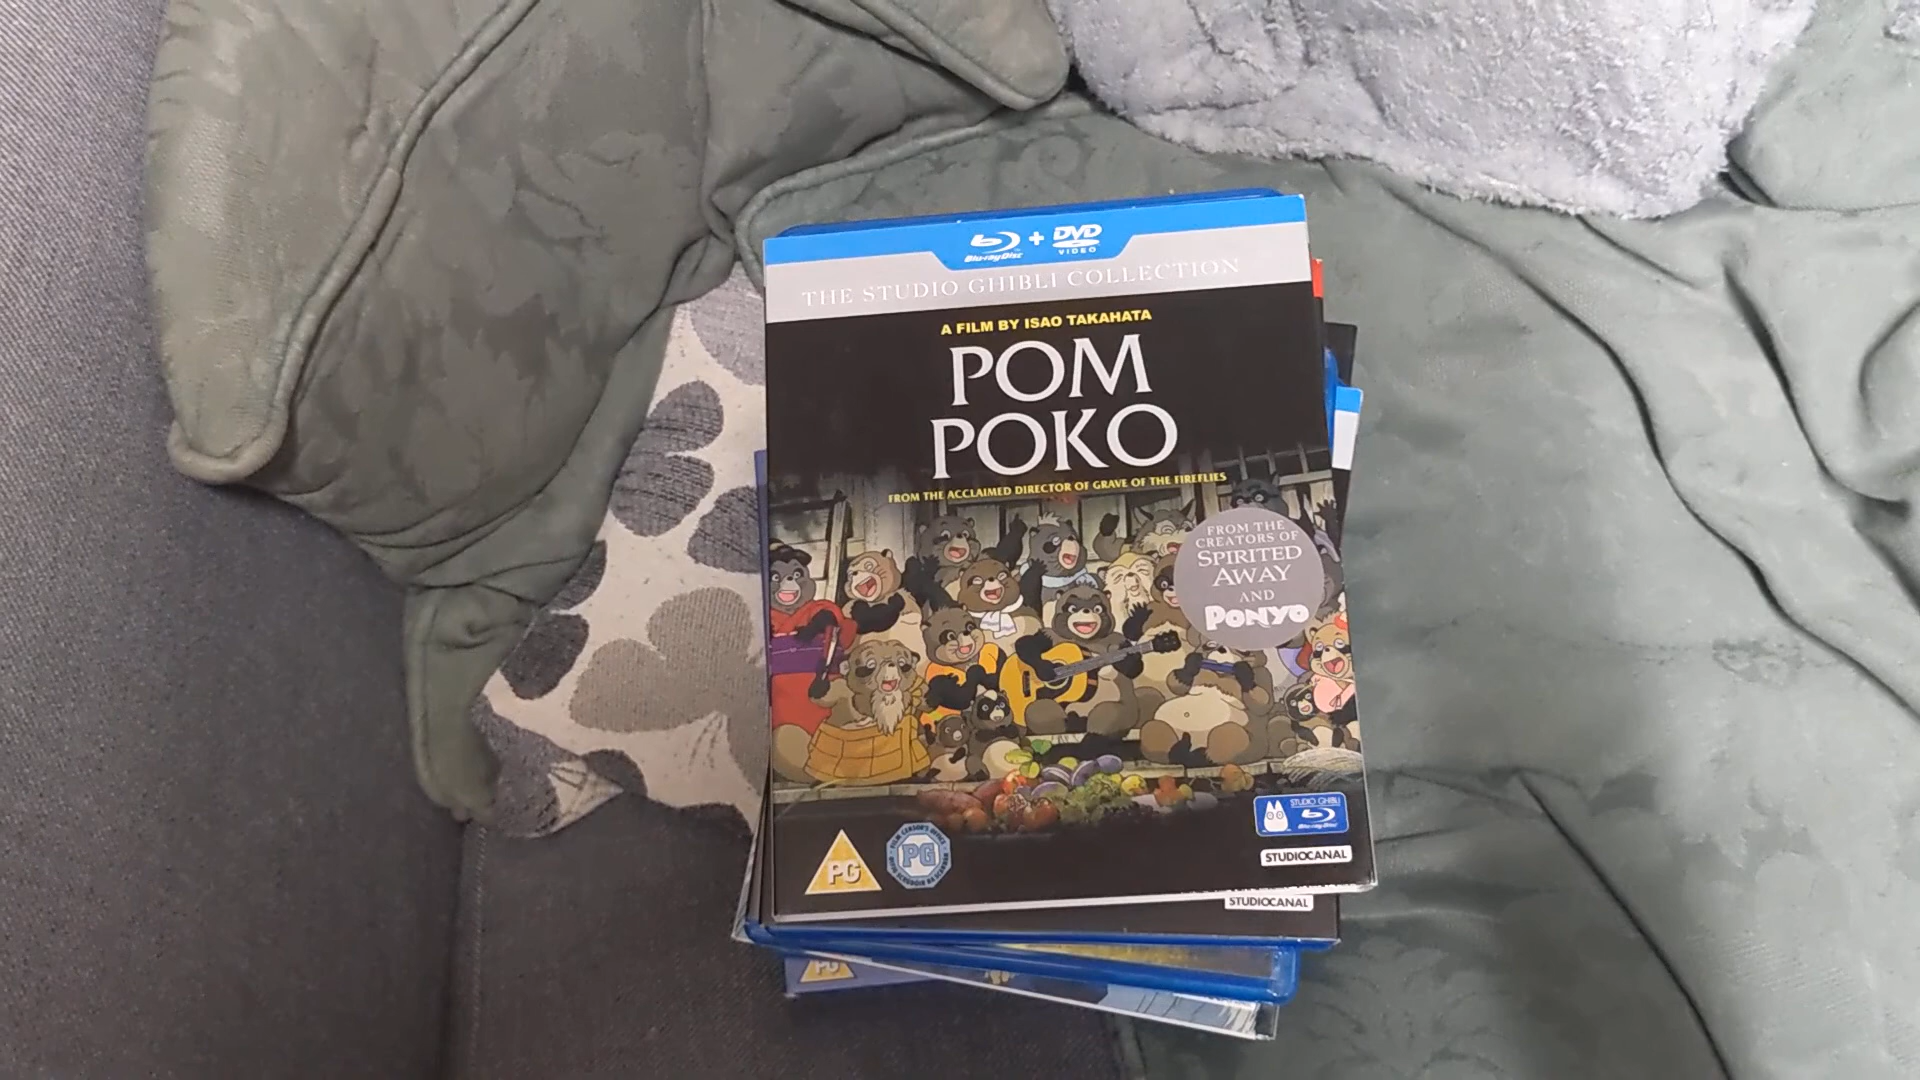 Blu-ray Disc + DVD VIDEO
THE STUDIO GHIBLI COLLECTION
A FILM BY ISAO TAKAHATA
POM
POKO
FROM THE ACCLAIMED DIRECTOR OF GRAVE OF THE FIREFLIES
FROM THE
CREATORS OF
SPIRITED
AWAY
AND
PONYO
STUDIO GHIBLI
Blu-ray Disc
PG
PG
STUDIOCANAL
STUDIOCANAL
PG